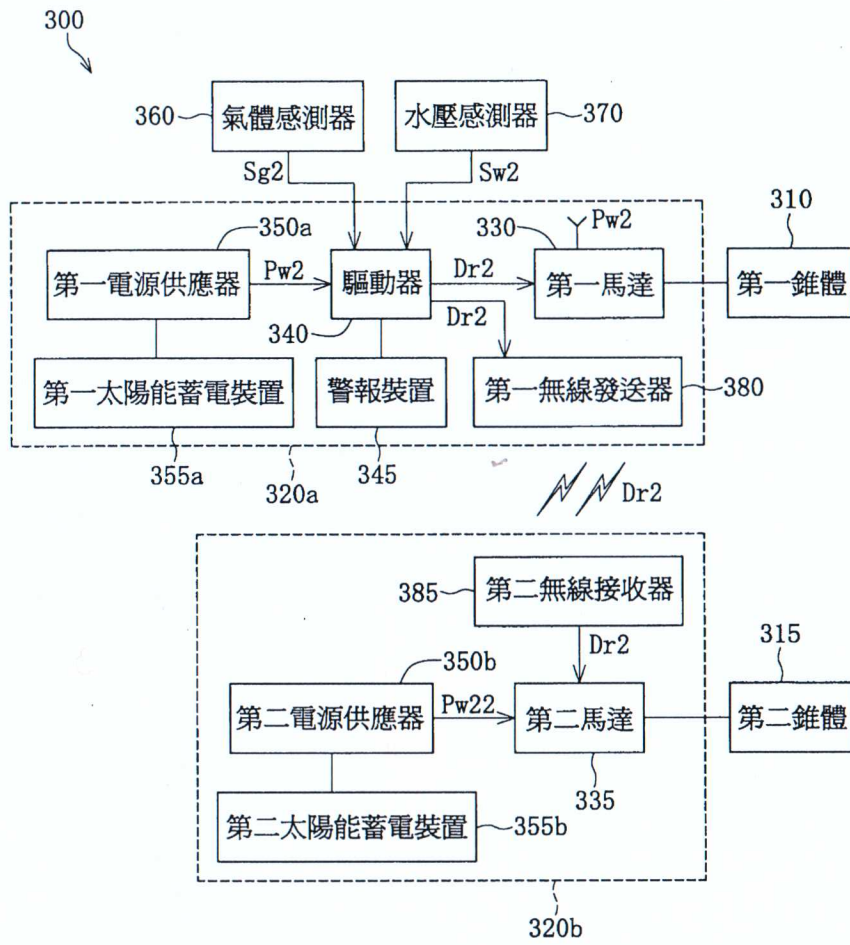 300
360
氣體感測器
水壓感測器
370
Sg2
Sw2
350a
330
Pw2
310
第一電源供應器
Pw2
驅動器
Dr2
第一馬達
第一錐體
340
Dr2
第一太陽能蓄電裝置
警報裝置
第一無線發送器
380
355a
320a
345
Dr2
385
第二無線接收器
350b
Dr2
315
第二電源供應器
Pw22
第二馬達
第二錐體
335
第二太陽能蓄電裝置
355b
320b